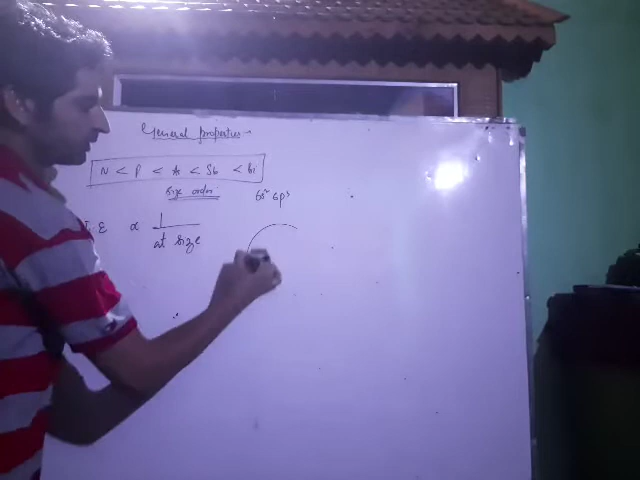 General properties:-
N < P < As < Sb < Bi
Size order
6s² 6p³
I.E ∝ 1
at size